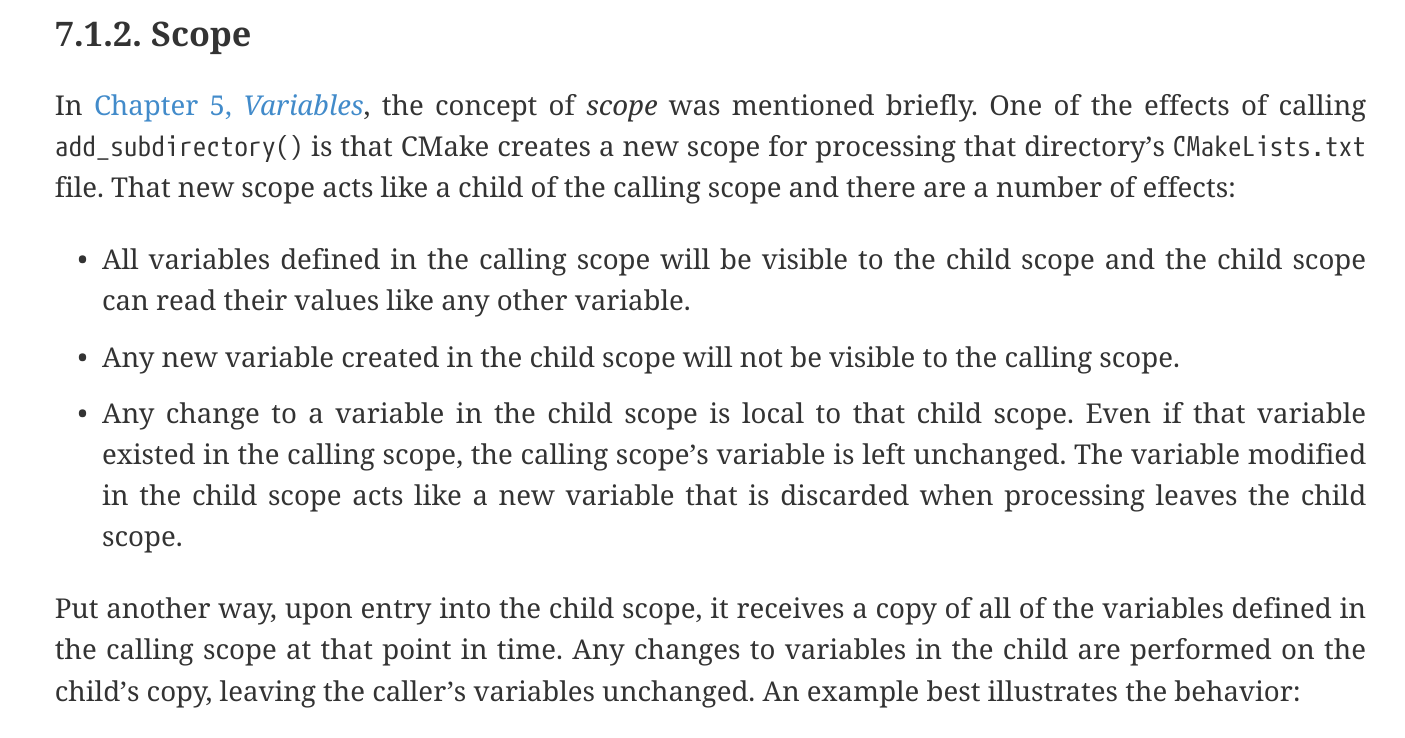 7.1.2. Scope
In Chapter 5, Variables, the concept of scope was mentioned briefly. One of the effects of calling
add_subdirectory() is that CMake creates a new scope for processing that directory’s CMakeLists.txt
file. That new scope acts like a child of the calling scope and there are a number of effects:
• All variables defined in the calling scope will be visible to the child scope and the child scope
can read their values like any other variable.
• Any new variable created in the child scope will not be visible to the calling scope.
• Any change to a variable in the child scope is local to that child scope. Even if that variable
existed in the calling scope, the calling scope’s variable is left unchanged. The variable modified
in the child scope acts like a new variable that is discarded when processing leaves the child
scope.
Put another way, upon entry into the child scope, it receives a copy of all of the variables defined in
the calling scope at that point in time. Any changes to variables in the child are performed on the
child’s copy, leaving the caller’s variables unchanged. An example best illustrates the behavior: